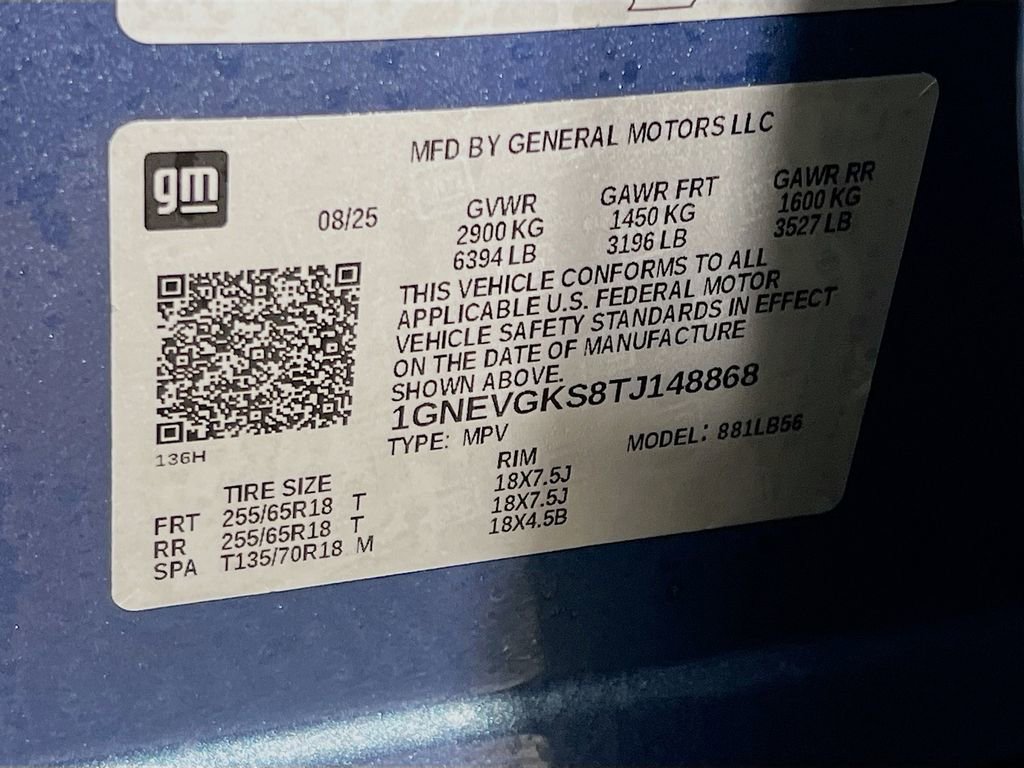 gm
MFD BY GENERAL MOTORS LLC
08/25
GVWR
2900 KG
6394 LB
GAWR FRT
1450 KG
3196 LB
GAWR RR
1600 KG
3527 LB
THIS VEHICLE CONFORMS TO ALL
APPLICABLE U.S. FEDERAL MOTOR
VEHICLE SAFETY STANDARDS IN EFFECT
ON THE DATE OF MANUFACTURE
SHOWN ABOVE.
1GNEVGKS8TJ148868
TYPE: MPV MODEL: 881LB56
136H
TIRE SIZE RIM
FRT 255/65R18 T 18X7.5J
RR 255/65R18 T 18X7.5J
SPA T135/70R18 M 18X4.5B